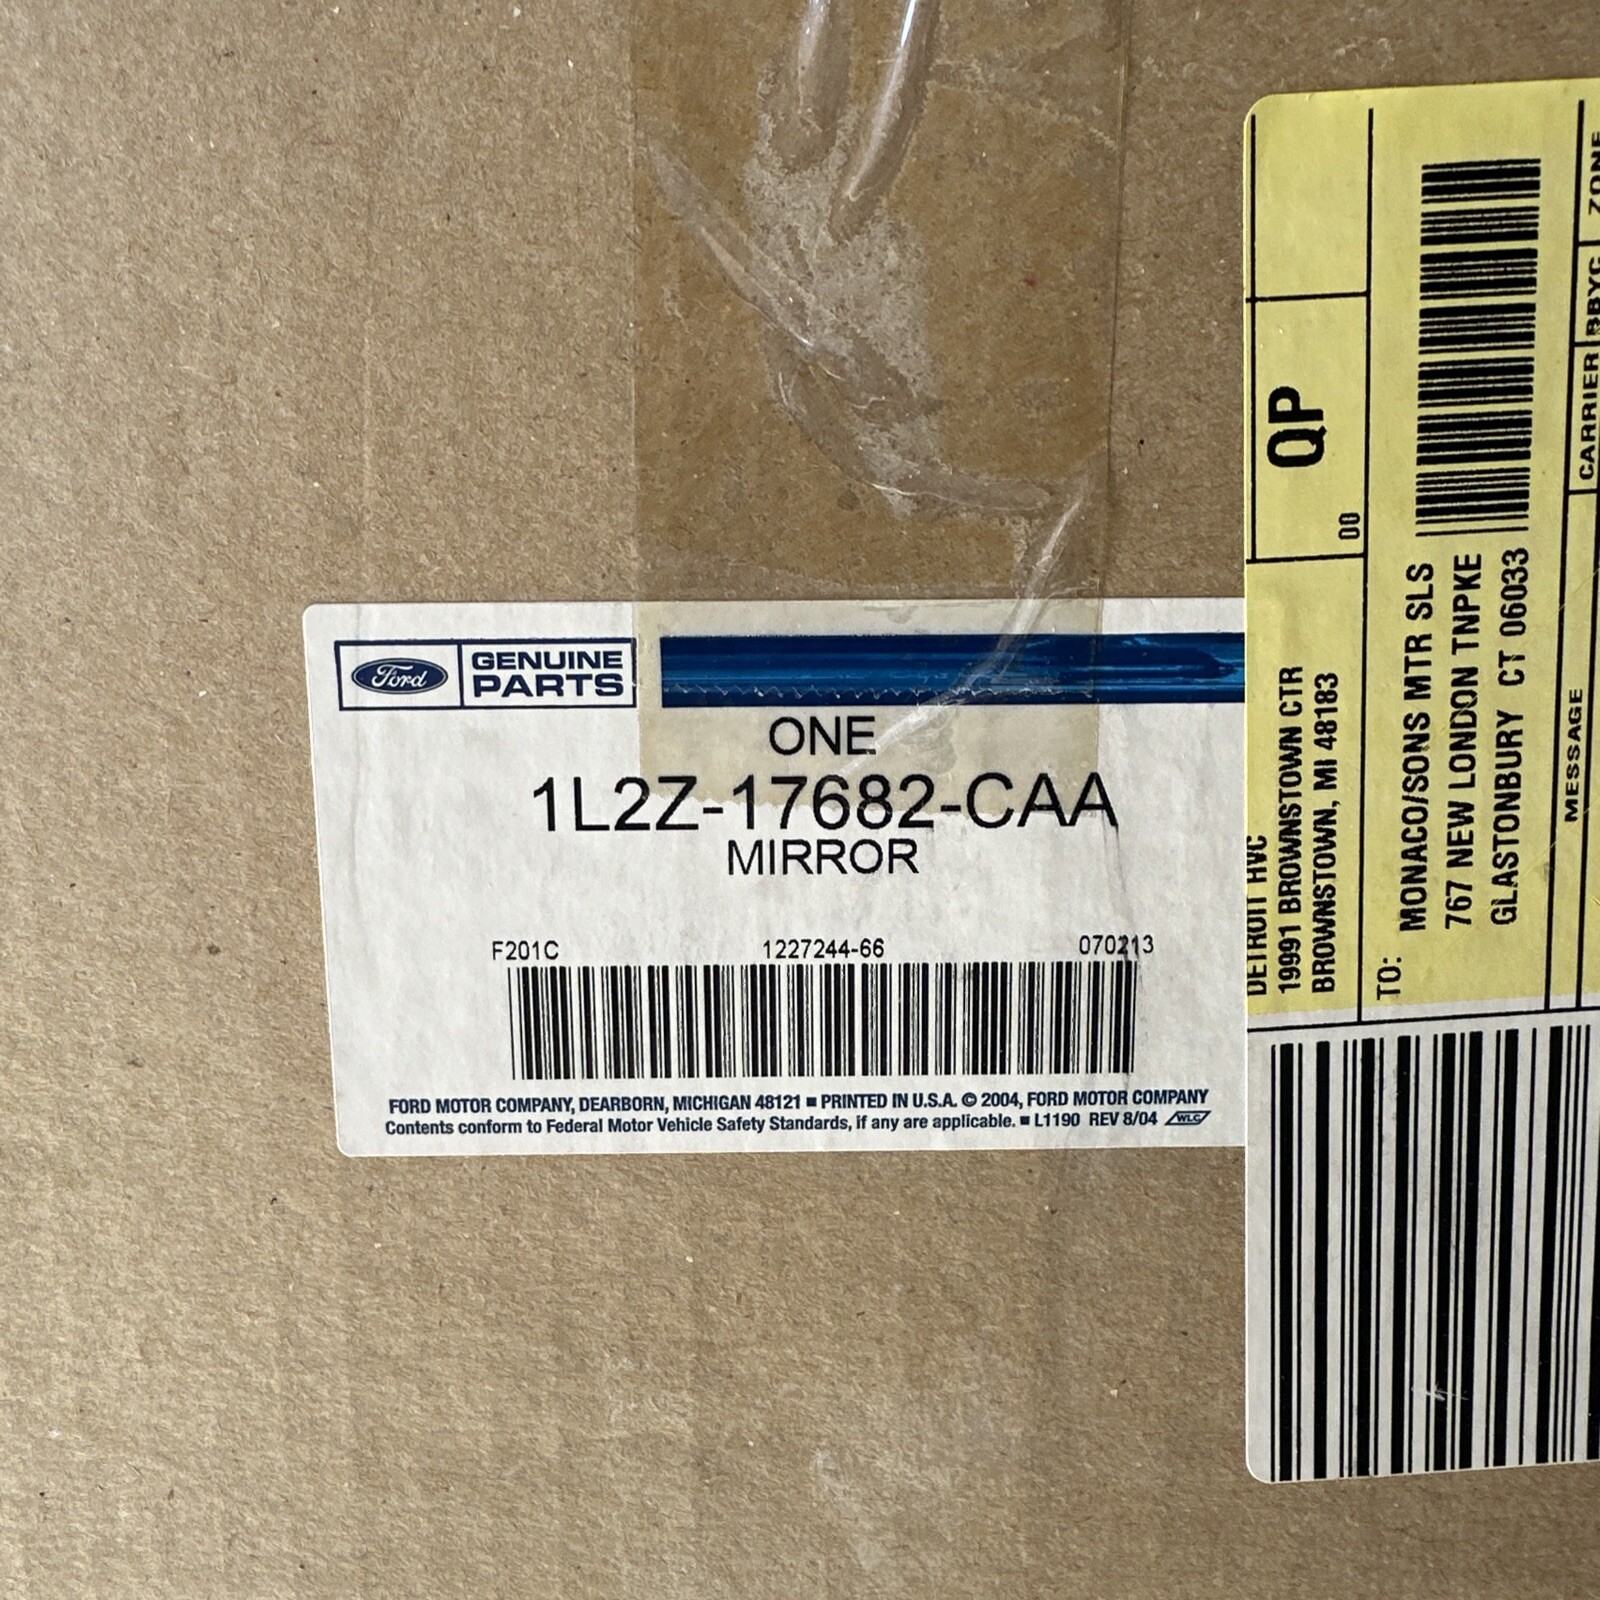 Ford
GENUINE
PARTS
ONE
1L2Z-17682-CAA
MIRROR
F201C 1227244-66 070213
FORD MOTOR COMPANY, DEARBORN, MICHIGAN 48121 ■ PRINTED IN U.S.A. © 2004, FORD MOTOR COMPANY
Contents conform to Federal Motor Vehicle Safety Standards, if any are applicable. ■ L1190 REV 8/04 WLC
QP
00
DETROIT HVC
19991 BROWNSTOWN CTR
BROWNSTOWN, MI 48183
TO:
MONACO/SONS MTR SLS
767 NEW LONDON TNPKE
GLASTONBURY CT 06033
MESSAGE
CARRIER BBYC ZONE